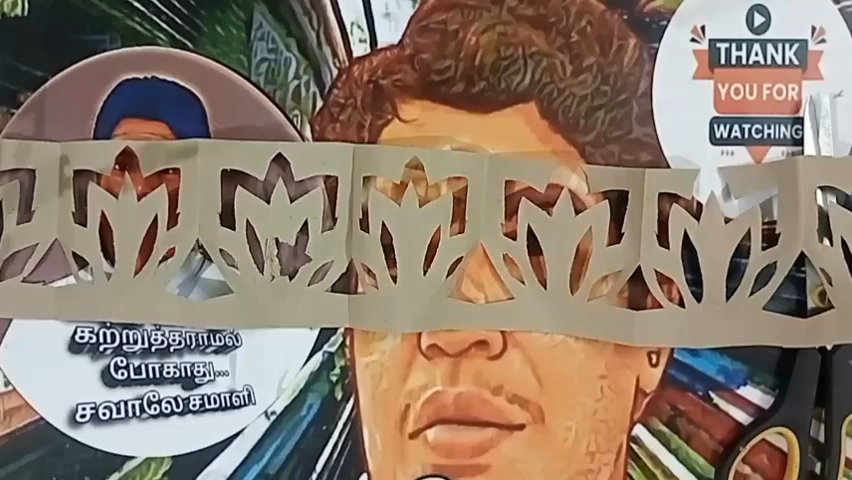 THANK
YOU FOR
WATCHING
கற்றுத்தராமல்
போகாது...
சவாலே சமாளி